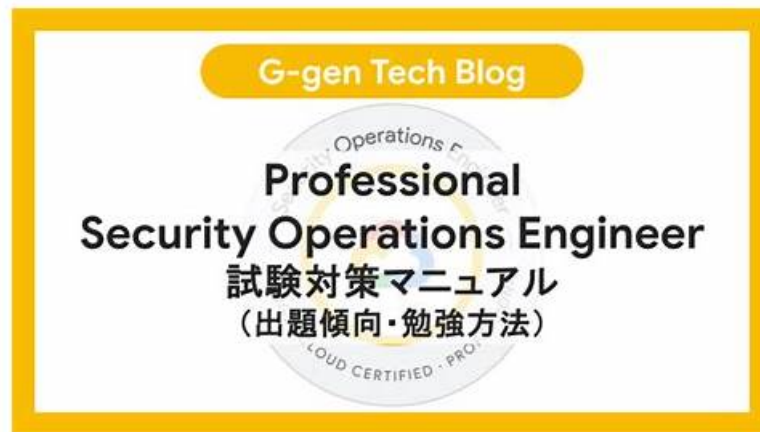 G-gen Tech Blog
Security Operations
Professional
Security Operations Engineer
試験対策マニュアル
（出題傾向・勉強方法）
CLOUD CERTIFIED